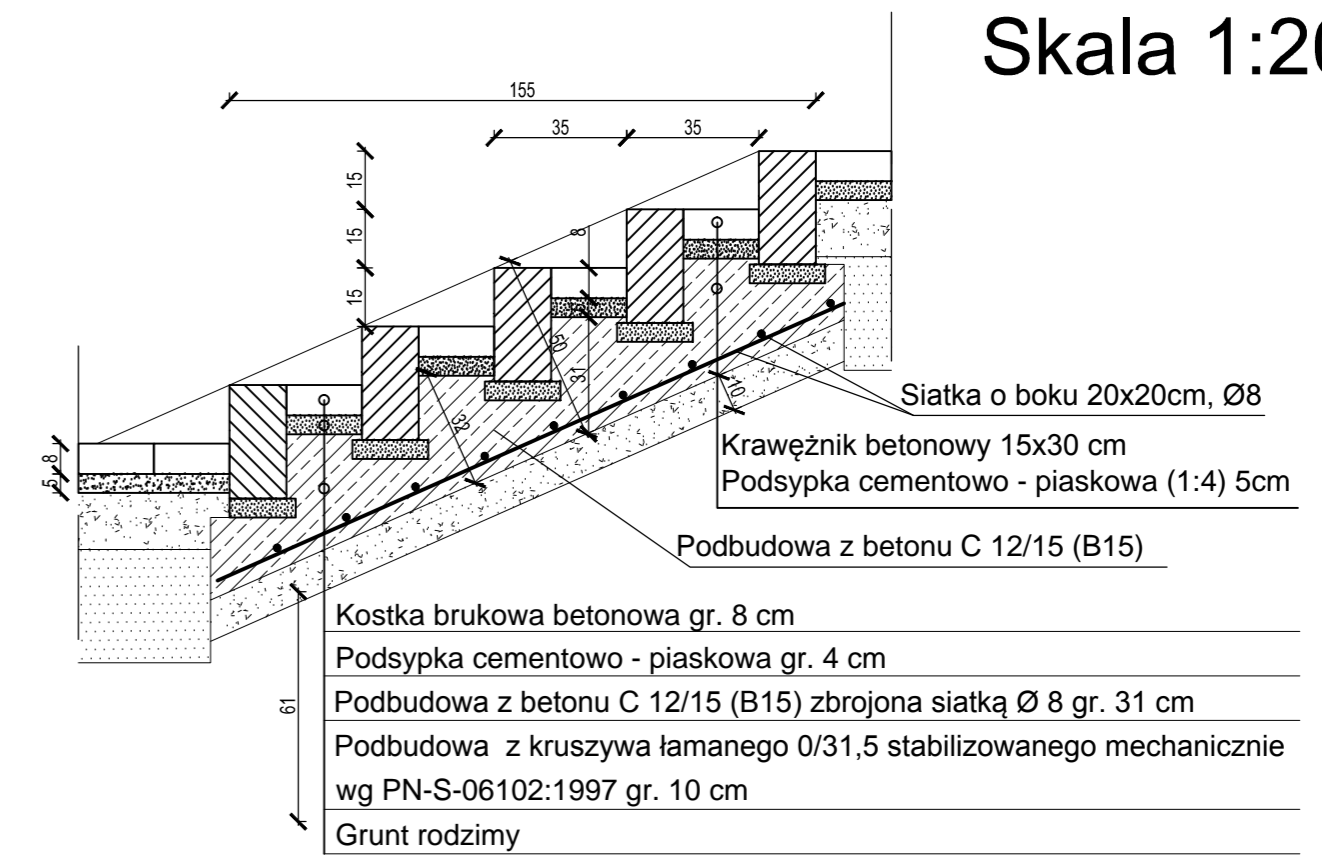 Skala 1:20
155
35
35
15
15
15
8
50
31
32
10
8
5
61
Siatka o boku 20x20cm, Ø8
Krawężnik betonowy 15x30 cm
Podsypka cementowo - piaskowa (1:4) 5cm
Podbudowa z betonu C 12/15 (B15)
Kostka brukowa betonowa gr. 8 cm
Podsypka cementowo - piaskowa gr. 4 cm
Podbudowa z betonu C 12/15 (B15) zbrojona siatką Ø 8 gr. 31 cm
Podbudowa z kruszywa łamanego 0/31,5 stabilizowanego mechanicznie
wg PN-S-06102:1997 gr. 10 cm
Grunt rodzimy